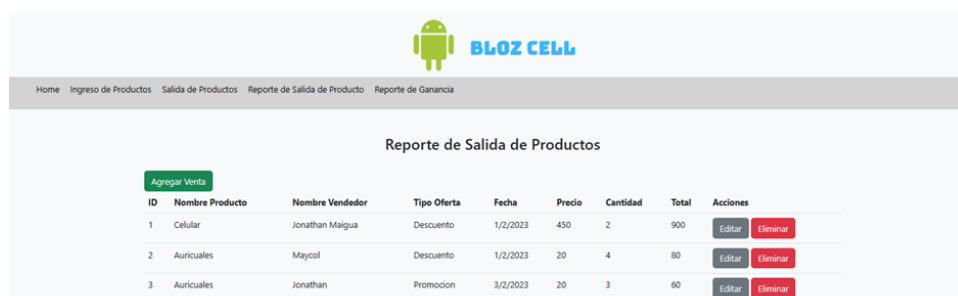 BLOZ CELL
Home Ingreso de Productos Salida de Productos Reporte de Salida de Producto Reporte de Ganancia
Reporte de Salida de Productos
Agregar Venta
ID Nombre Producto Nombre Vendedor Tipo Oferta Fecha Precio Cantidad Total Acciones
1 Celular Jonathan Maigua Descuento 1/2/2023 450 2 900 Editar Eliminar
2 Auricuales Maycol Descuento 1/2/2023 20 4 80 Editar Eliminar
3 Auricuales Jonathan Promocion 3/2/2023 20 3 60 Editar Eliminar